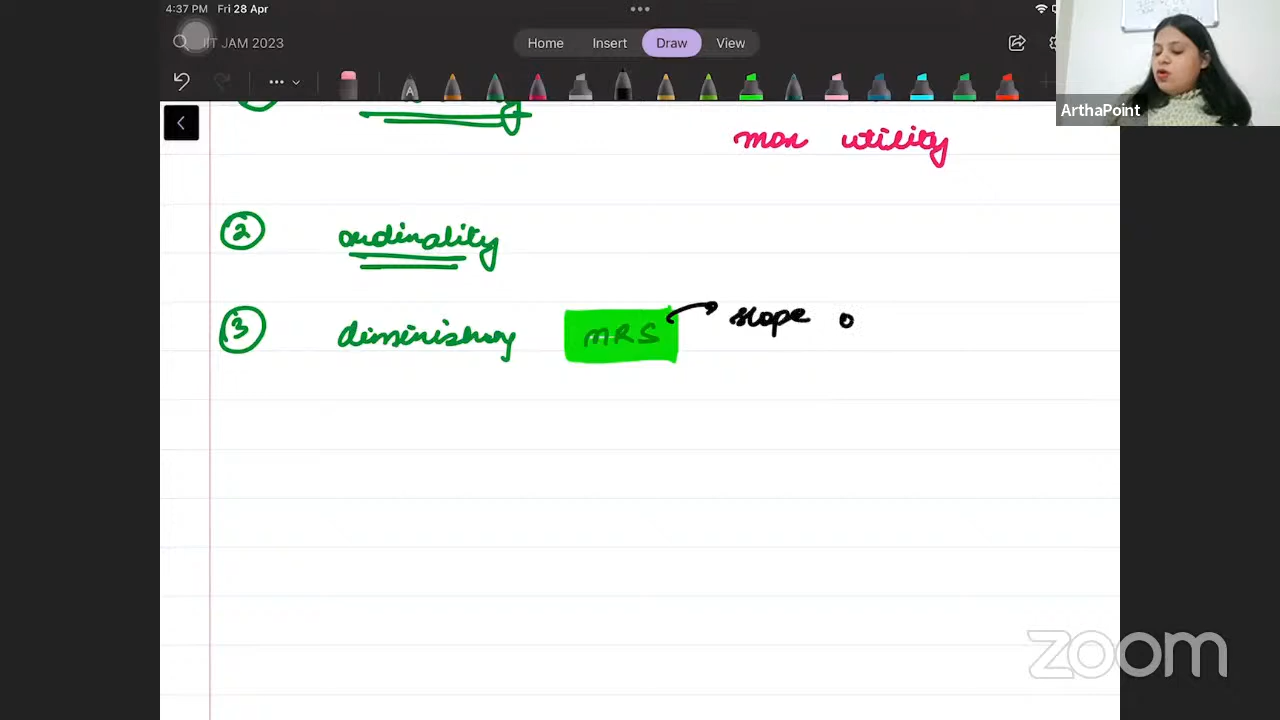 4:37 PM Fri 28 Apr
IIT JAM 2023
Home Insert Draw View
A
ArthaPoint
max utility
② ordinality
③ diminishing MRS → slope o
zoom